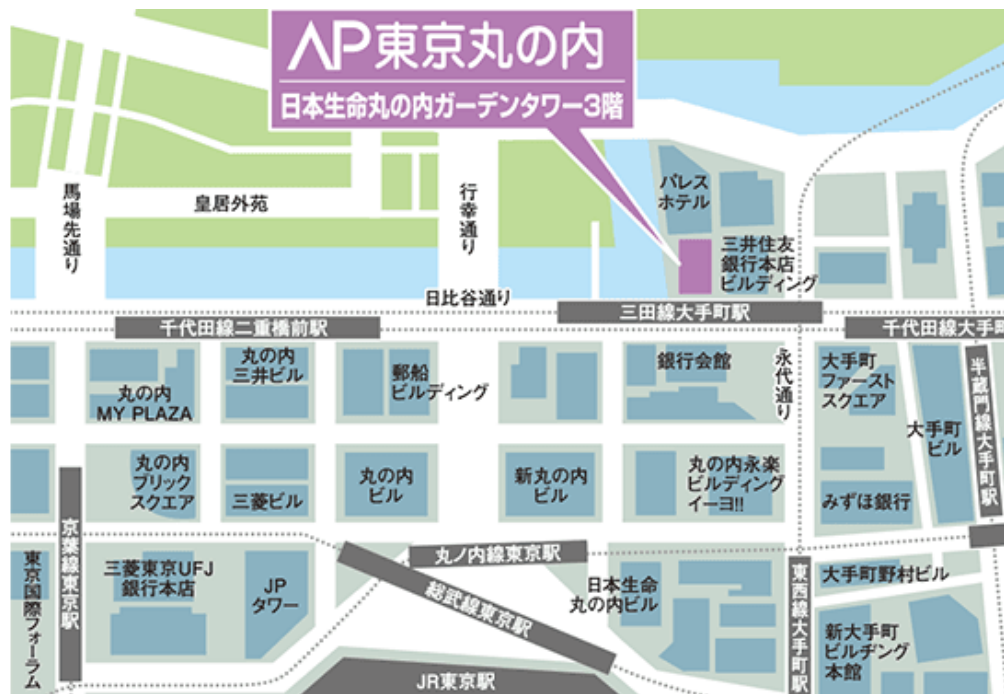 AP東京丸の内
日本生命丸の内ガーデンタワー3階
馬場先通り
皇居外苑
行幸通り
パレス
ホテル
三井住友
銀行本店
ビルディング
日比谷通り
三田線大手町駅
千代田線二重橋前駅
千代田線大手町
丸の内
MY PLAZA
丸の内
三井ビル
郵船
ビルディング
銀行会館
永代通り
大手町
ファースト
スクエア
大手町
ビル
半蔵門線大手町駅
丸の内
ブリック
スクエア
三菱ビル
丸の内
ビル
新丸の内
ビル
丸の内永楽
ビルディング
イーヨ!!
みずほ銀行
京葉線東京駅
東京国際フォーラム
三菱東京UFJ
銀行本店
JP
タワー
丸ノ内線東京駅
総武線東京駅
日本生命
丸の内ビル
東西線大手町駅
大手町野村ビル
新大手町
ビルヂング
本館
JR東京駅